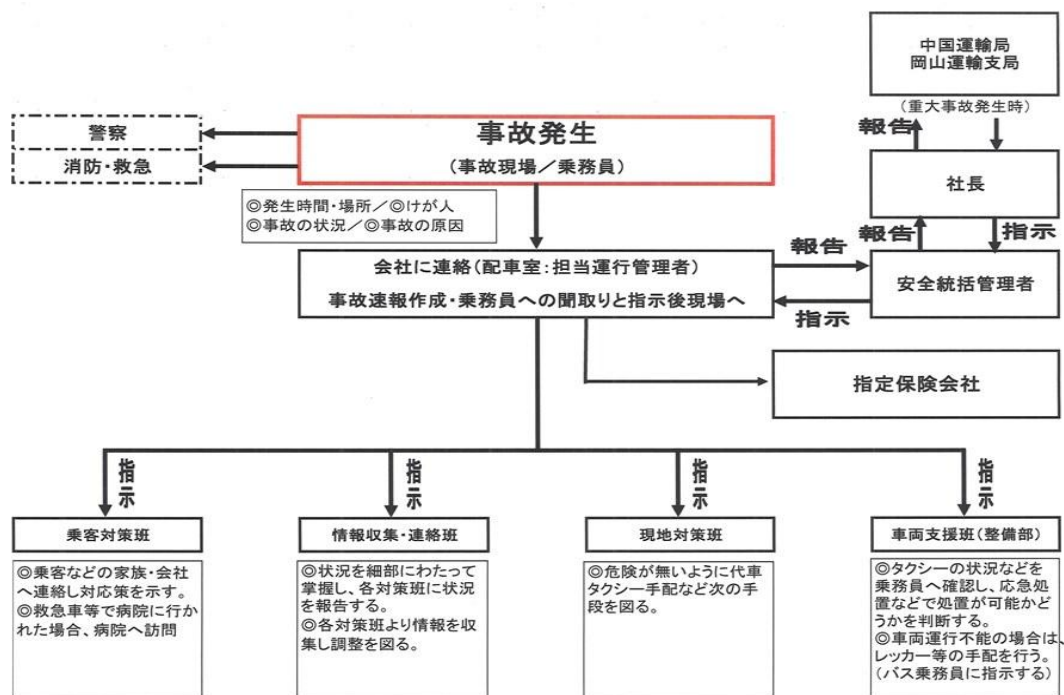 中国運輸局
岡山運輸支局
(重大事故発生時)
報告
社長
報告
指示
安全統括管理者
警察
消防・救急
事故発生
(事故現場/乗務員)
◎発生時間・場所/◎けが人
◎事故の状況/◎事故の原因
会社に連絡(配車室:担当運行管理者)
事故速報作成・乗務員への聞取りと指示後現場へ
報告
指示
指定保険会社
指示
指示
指示
指示
乗客対策班
◎乗客などの家族・会社
へ連絡し対応策を示す。
◎救急車等で病院に行か
れた場合、病院へ訪問
情報収集・連絡班
◎状況を細部にわたって
掌握し、各対策班に状況
を報告する。
◎各対策班より情報を収
集し調整を図る。
現地対策班
◎危険が無いように代車
タクシー手配など次の手
段を図る。
車両支援班(整備部)
◎タクシーの状況などを
乗務員へ確認し、応急処
置などで処置が可能かど
うかを判断する。
◎車両運行不能の場合は、
レッカー等の手配を行う。
(バス乗務員に指示する)